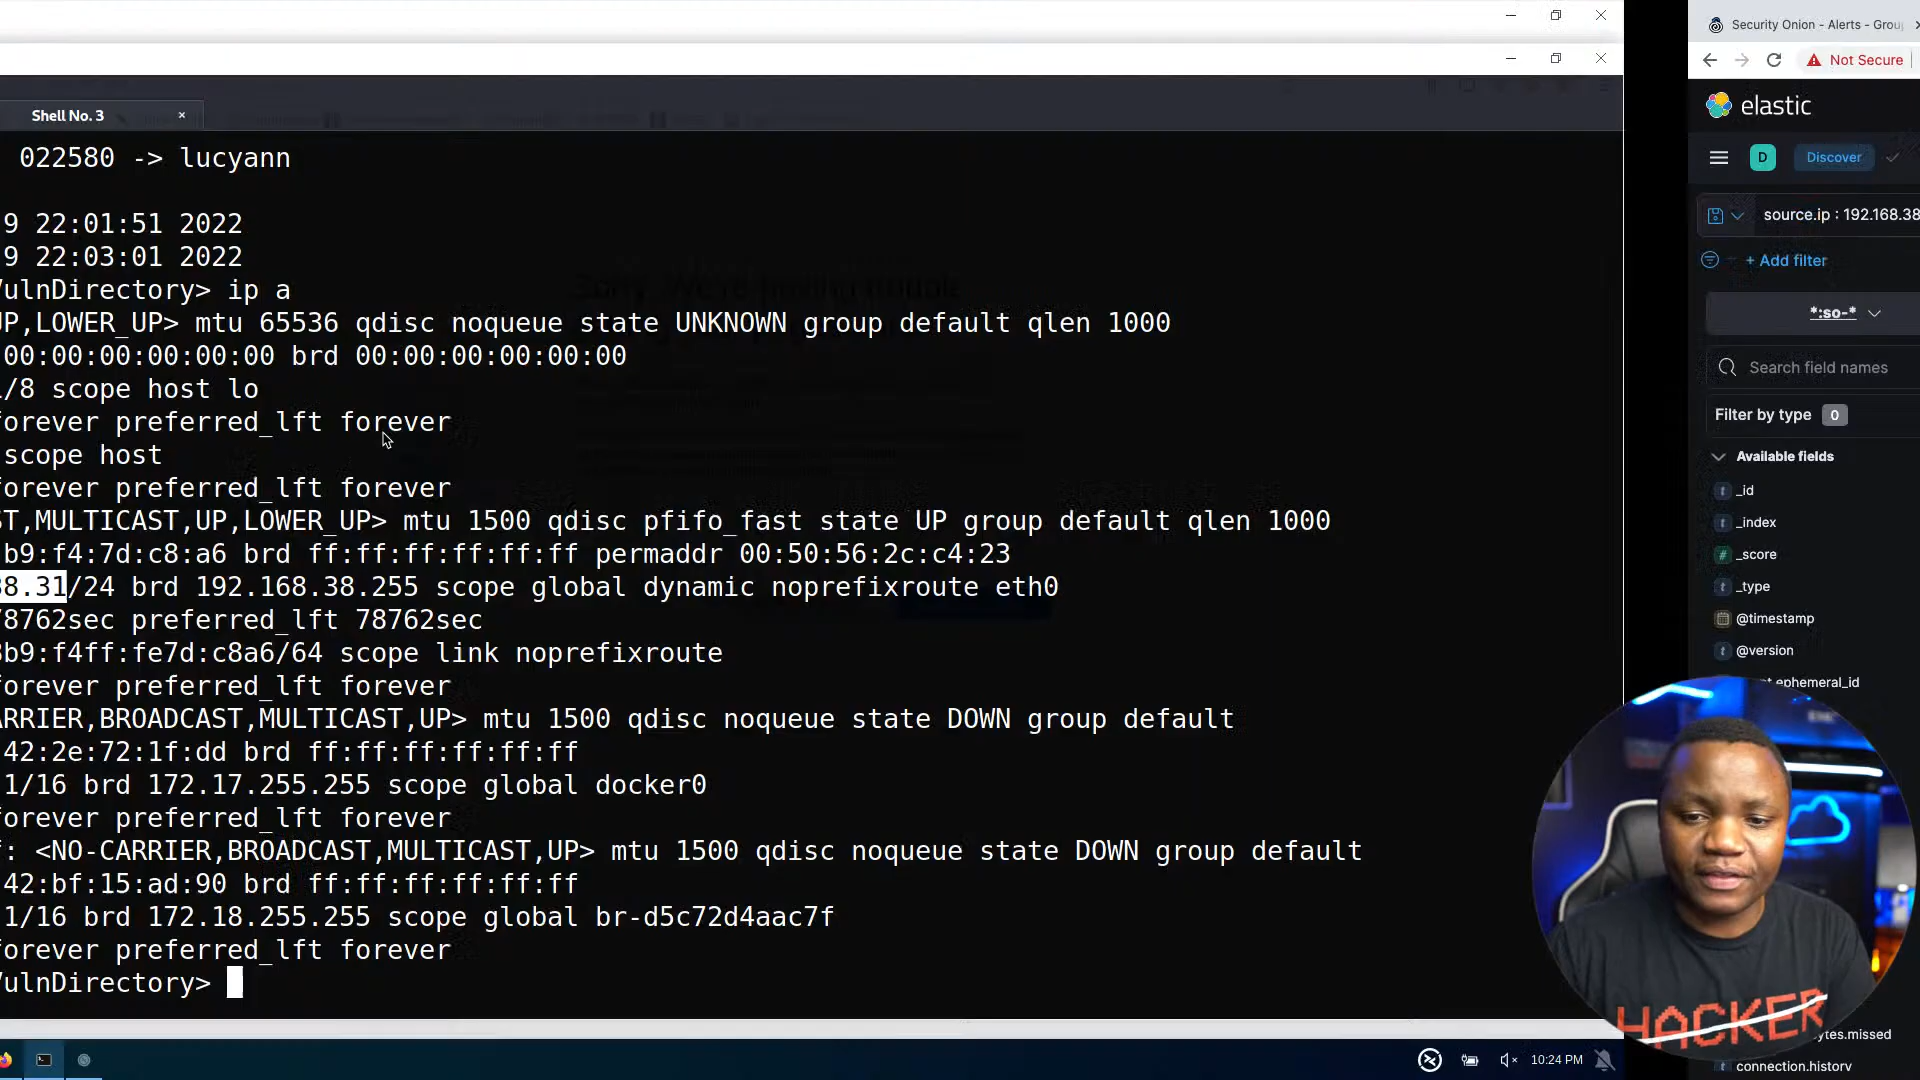 Shell No. 3
022580 -> lucyann
9 22:01:51 2022
9 22:03:01 2022
VulnDirectory> ip a
UP,LOWER_UP> mtu 65536 qdisc noqueue state UNKNOWN group default qlen 1000
00:00:00:00:00:00 brd 00:00:00:00:00:00
/8 scope host lo
forever preferred_lft forever
scope host
forever preferred_lft forever
ST,MULTICAST,UP,LOWER_UP> mtu 1500 qdisc pfifo_fast state UP group default qlen 1000
b9:f4:7d:c8:a6 brd ff:ff:ff:ff:ff:ff permaddr 00:50:56:2c:c4:23
38.31/24 brd 192.168.38.255 scope global dynamic noprefixroute eth0
78762sec preferred_lft 78762sec
b9:f4ff:fe7d:c8a6/64 scope link noprefixroute
forever preferred_lft forever
ARRIER,BROADCAST,MULTICAST,UP> mtu 1500 qdisc noqueue state DOWN group default
42:2e:72:1f:dd brd ff:ff:ff:ff:ff:ff
1/16 brd 172.17.255.255 scope global docker0
forever preferred_lft forever
f: <NO-CARRIER,BROADCAST,MULTICAST,UP> mtu 1500 qdisc noqueue state DOWN group default
42:bf:15:ad:90 brd ff:ff:ff:ff:ff:ff
1/16 brd 172.18.255.255 scope global br-d5c72d4aac7f
forever preferred_lft forever
VulnDirectory>
10:24 PM
Security Onion - Alerts - Grou
Not Secure
elastic
D Discover
source.ip : 192.168.38
+ Add filter
*:so-*
Search field names
Filter by type 0
Available fields
t _id
t _index
# _score
t _type
@timestamp
t @version
t.ephemeral_id
ytes.missed
t connection.history
HACKER